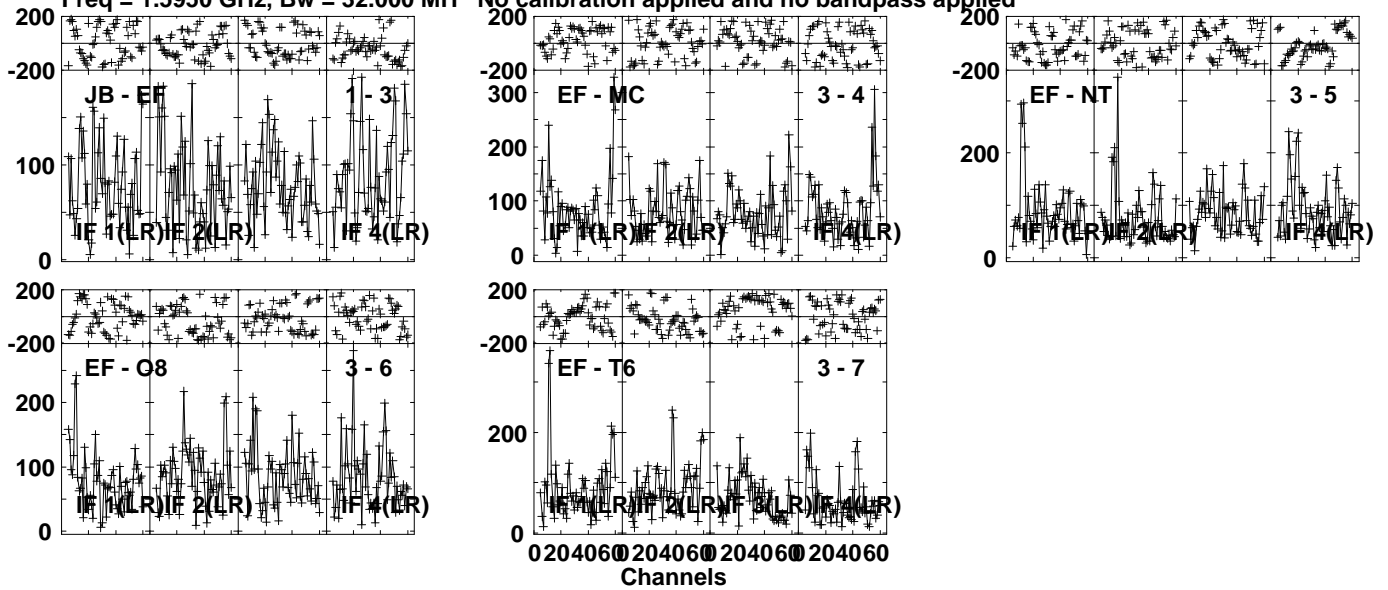 Freq = 1.5950 GHz, Bw = 32.000 MH No calibration applied and no bandpass applied
200
-200
JB - EF 1 - 3
100
0
IF 1(LR) IF 2(LR) IF 4(LR)
200
-200
EF - MC 3 - 4
300
200
100
0
IF 1(LR) IF 2(LR) IF 4(LR)
200
-200
EF - NT 3 - 5
200
0
IF 1(LR) IF 2(LR) IF 4(LR)
200
-200
EF - O8 3 - 6
200
100
0
IF 1(LR) IF 2(LR) IF 4(LR)
200
-200
EF - T6 3 - 7
200
0
IF 1(LR) IF 2(LR) IF 3(LR) IF 4(LR)
0 20 40 60 0 20 40 60 0 20 40 60 0 20 40 60
Channels